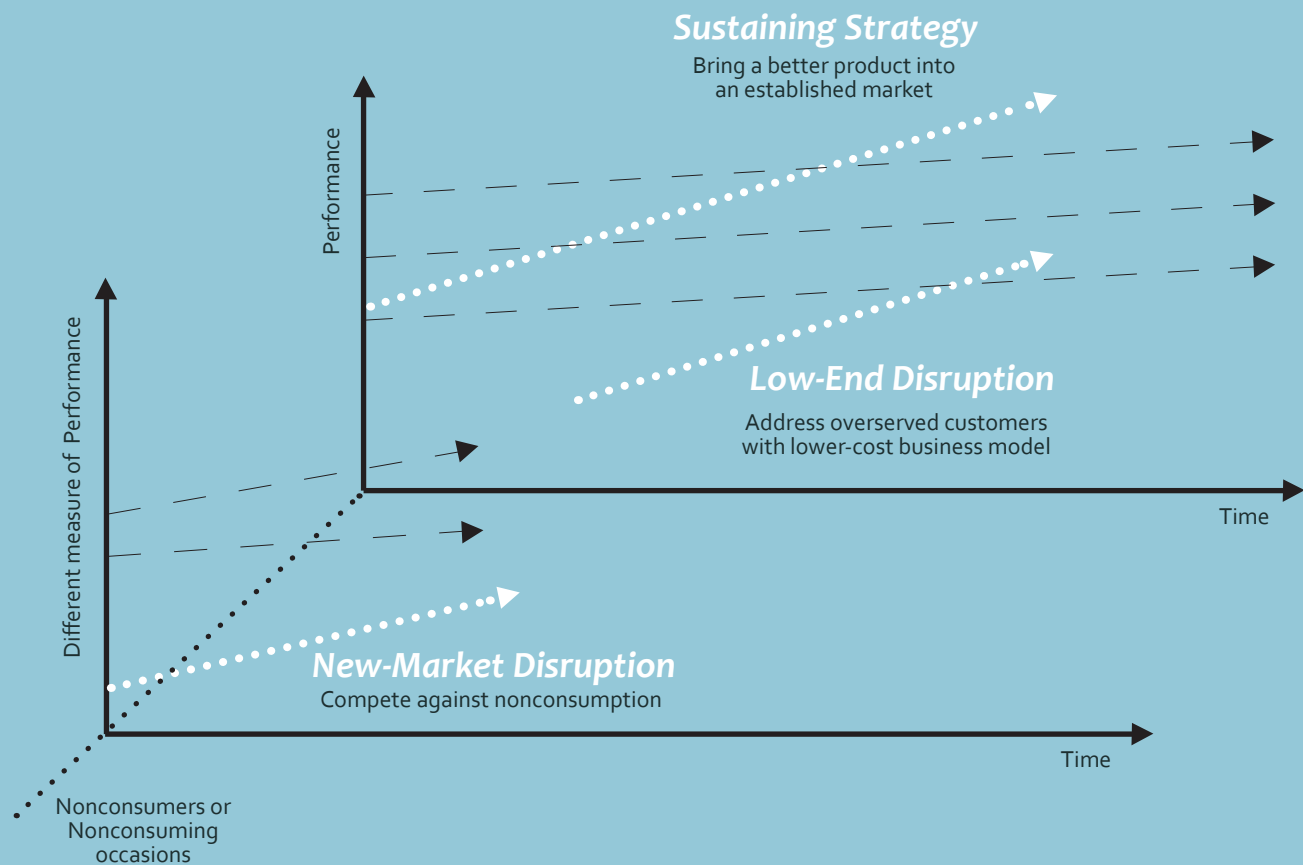 Sustaining Strategy
Bring a better product into
an established market
Performance
Low-End Disruption
Address overserved customers
with lower-cost business model
Time
Different measure of Performance
New-Market Disruption
Compete against nonconsumption
Time
Nonconsumers or
Nonconsuming
occasions